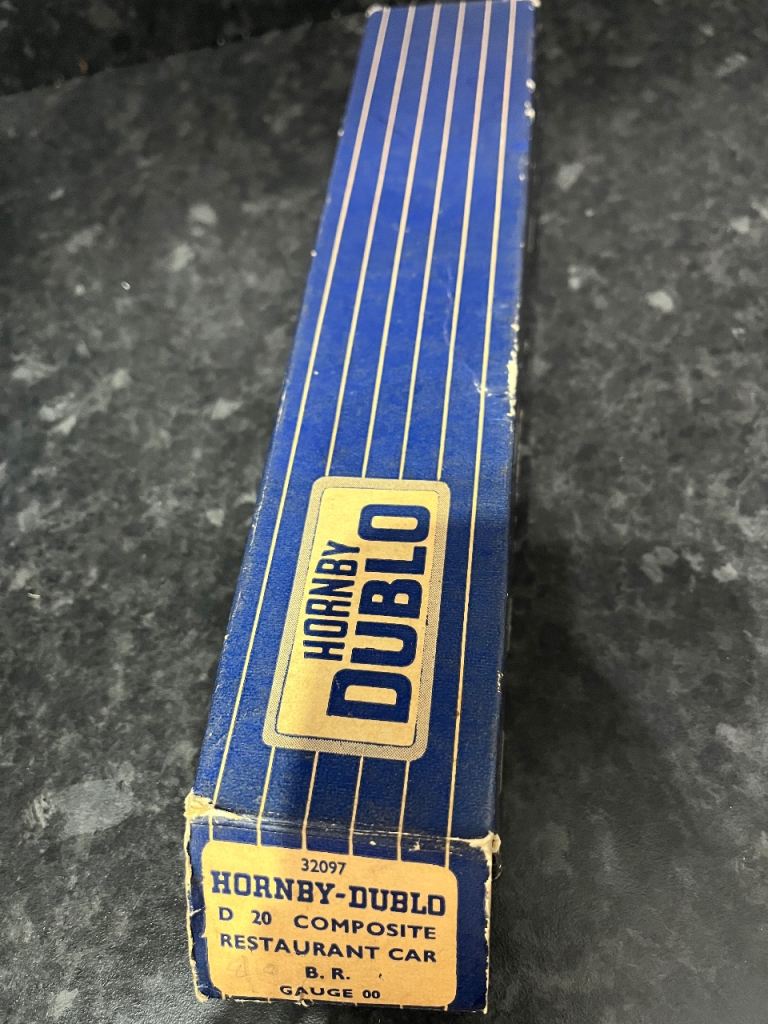 HORNBY
DUBLO
32097
HORNBY-DUBLO
D 20 COMPOSITE
RESTAURANT CAR
B. R.
GAUGE 00